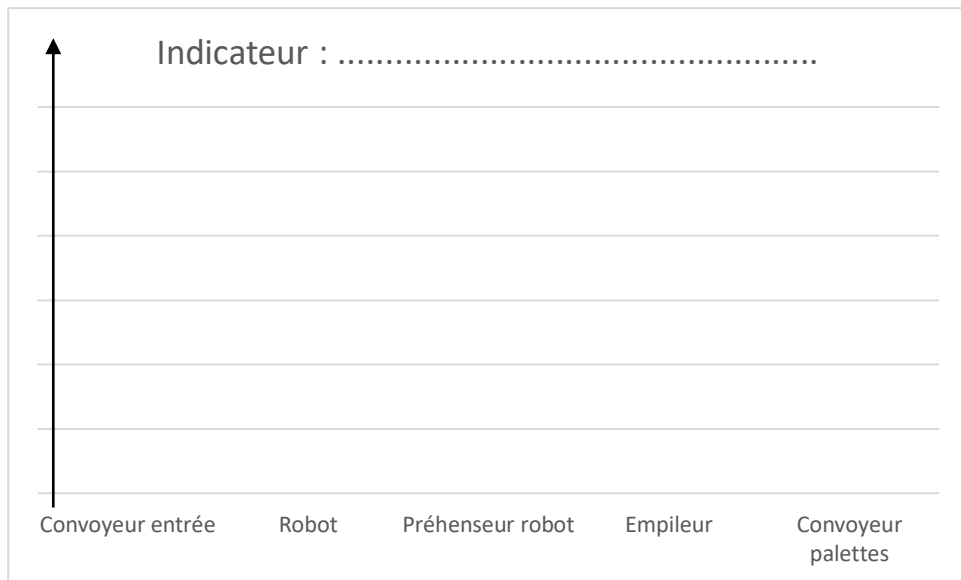 Indicateur : ..................................................
Convoyeur entrée
Robot
Préhenseur robot
Empileur
Convoyeur
palettes